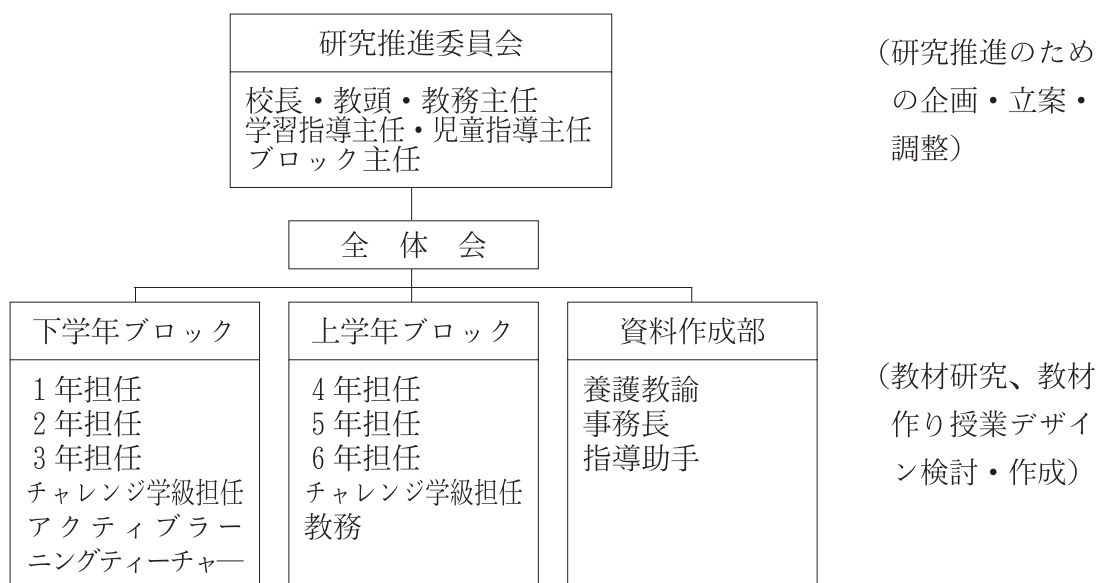 研究推進委員会
校長・教頭・教務主任
学習指導主任・児童指導主任
ブロック主任
（研究推進のため
の企画・立案・
調整）
全 体 会
下学年ブロック
1年担任
2年担任
3年担任
チャレンジ学級担任
アクティブラー
ニングティーチャ―
上学年ブロック
4年担任
5年担任
6年担任
チャレンジ学級担任
教務
資料作成部
養護教諭
事務長
指導助手
（教材研究、教材
作り授業デザイ
ン検討・作成）